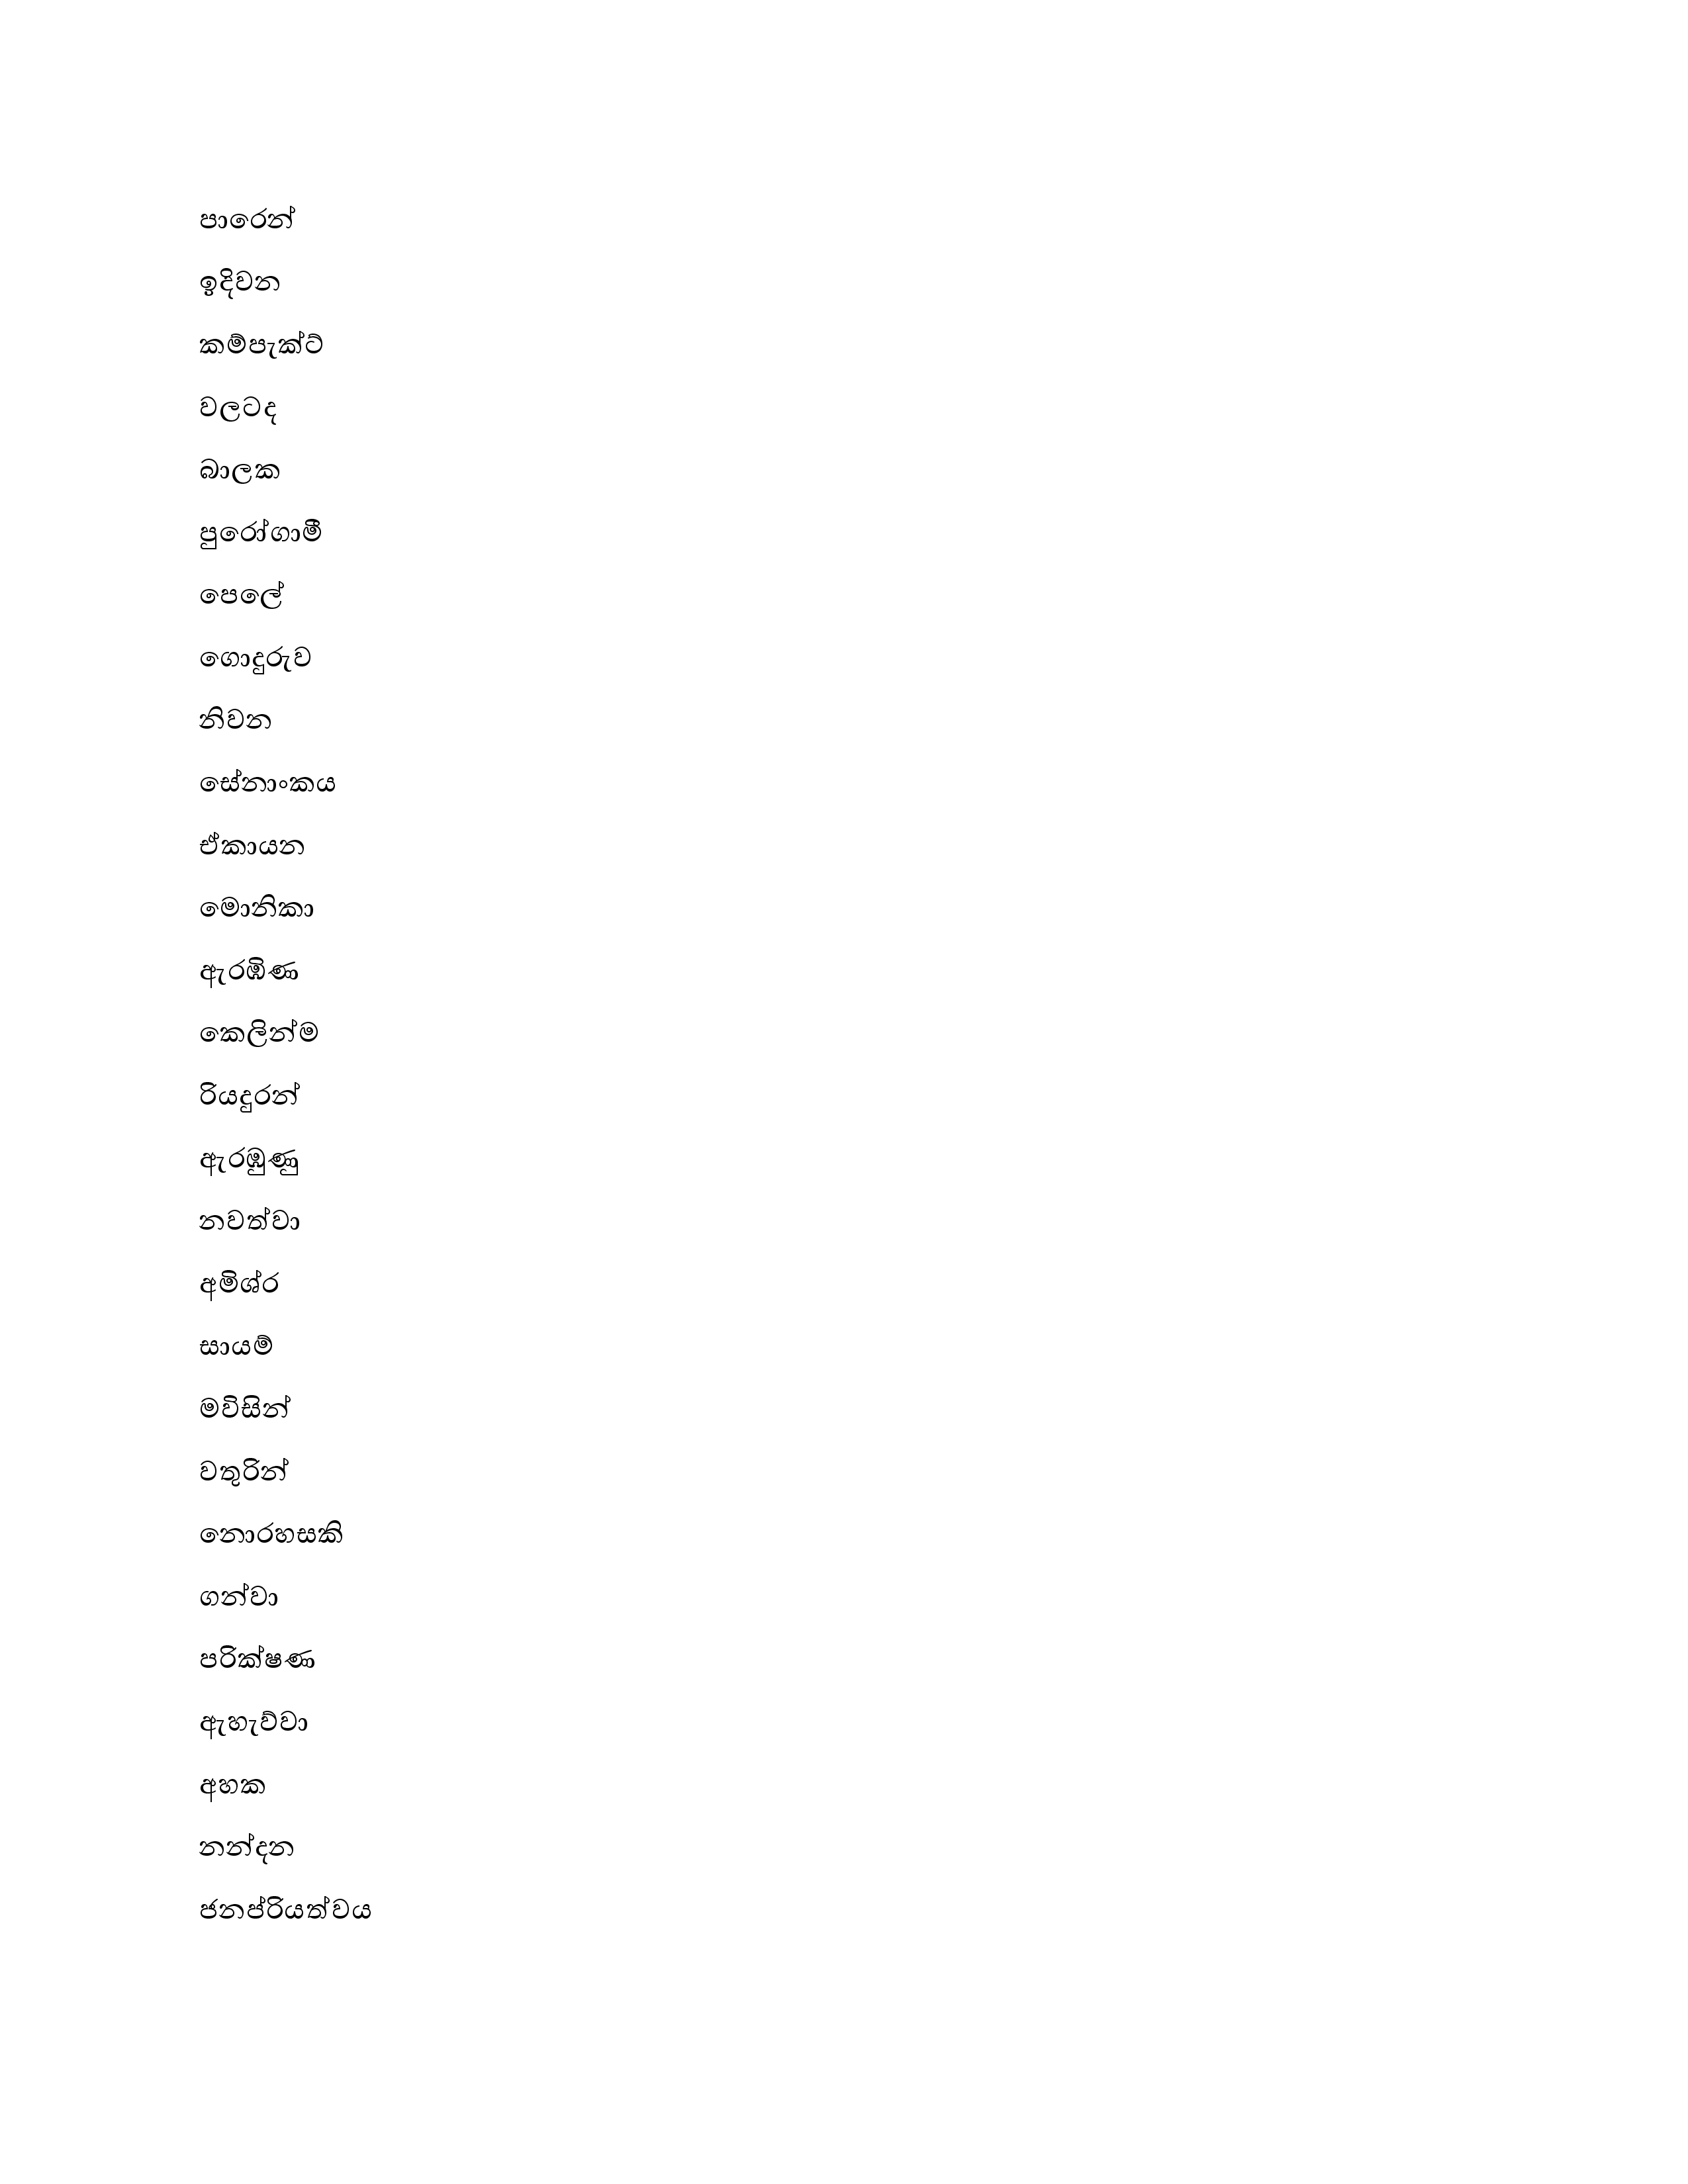 පාරෙන්
ඉදිවන
කම්පැක්ට්
වලටද
බාලක
පුරෝගාමී
පෙලේ
ගොදුරුව
නිවන
සේනාංකය
ඒකායන
මොනිකා
ඇරඹිණ
කෙලින්ම
රියදුරන්
ඇරඹුණු
නවත්වා
අමිශ්ර
සායම්
මවිසින්
වතුරින්
නොරහසකි
ගන්වා
පරික්ෂණ
ඇහැව්වා
අහක
නන්දන
ජනප්රියත්වය